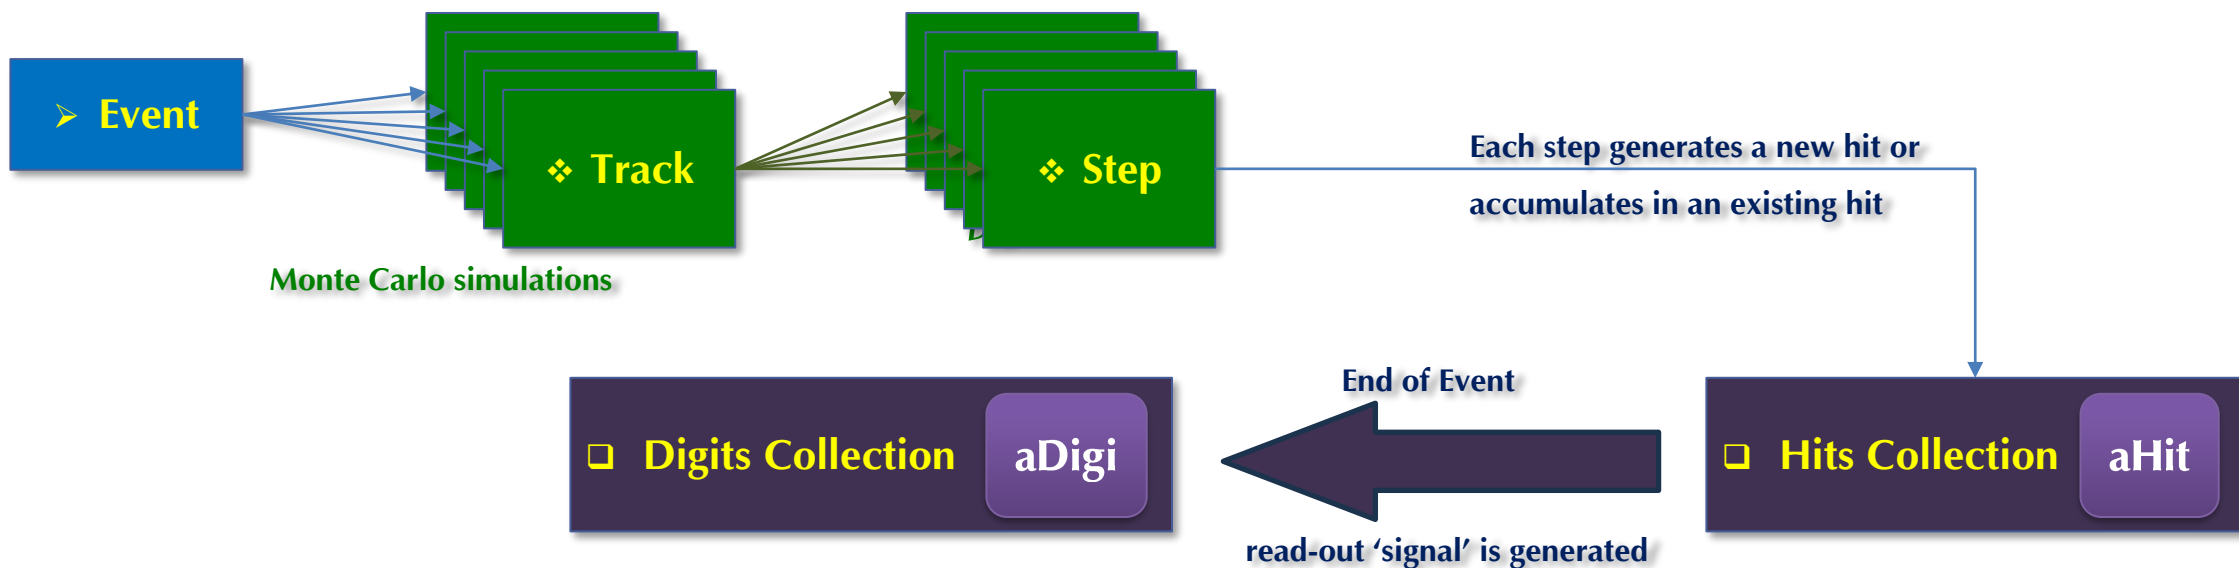 ➢ Event
❖ Track
❖ Step
Each step generates a new hit or
accumulates in an existing hit
Monte Carlo simulations
End of Event
❑ Digits Collection
aDigi
❑ Hits Collection
aHit
read-out ‘signal’ is generated